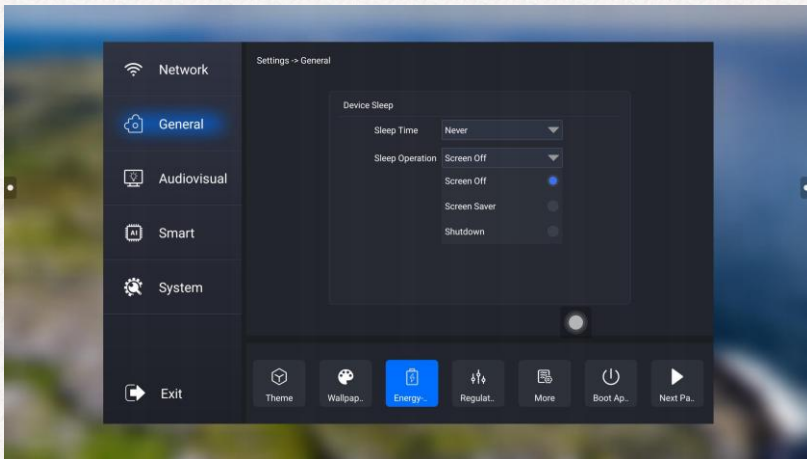 Network
General
Audiovisual
Smart
System
Exit
Settings -> General
Device Sleep
Sleep Time Never
Sleep Operation Screen Off
Screen Off
Screen Saver
Shutdown
AI
Theme
Wallpap..
Energy-..
Regulat..
More
Boot Ap..
Next Pa..